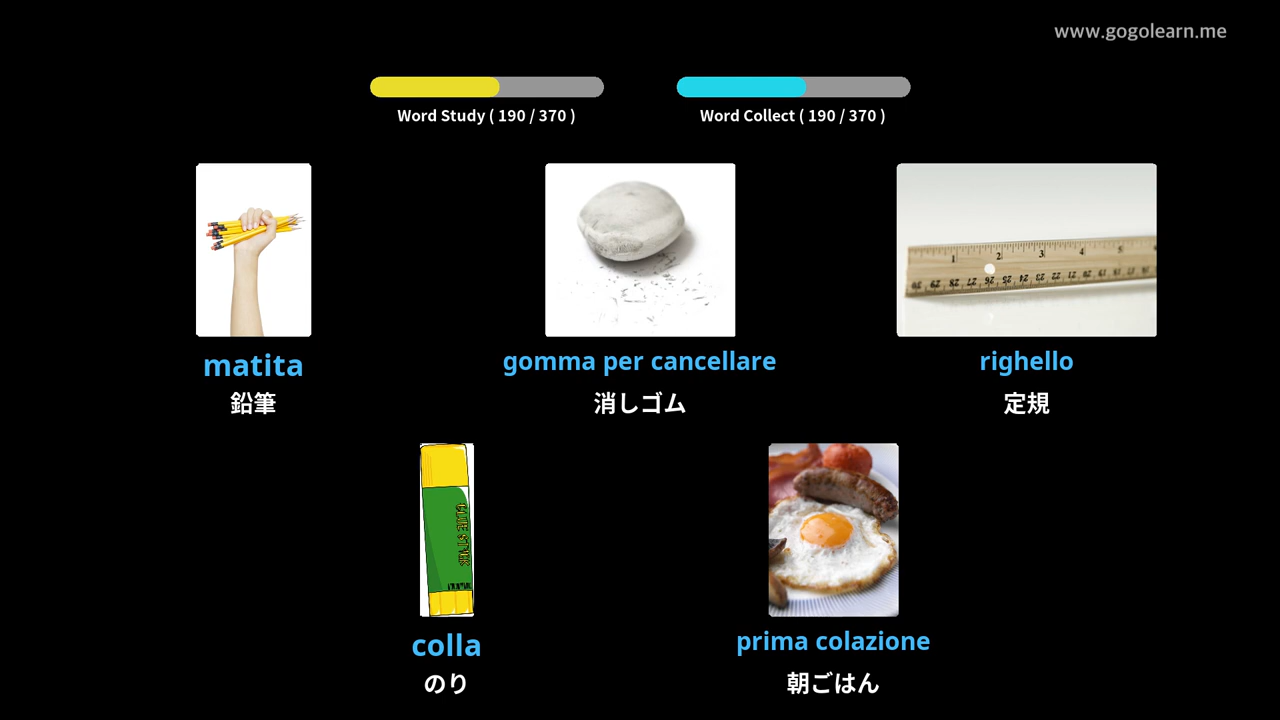 www.gogolearn.me
Word Study ( 190 / 370 )
Word Collect ( 190 / 370 )
matita
鉛筆
gomma per cancellare
消しゴム
righello
定規
colla
のり
prima colazione
朝ごはん